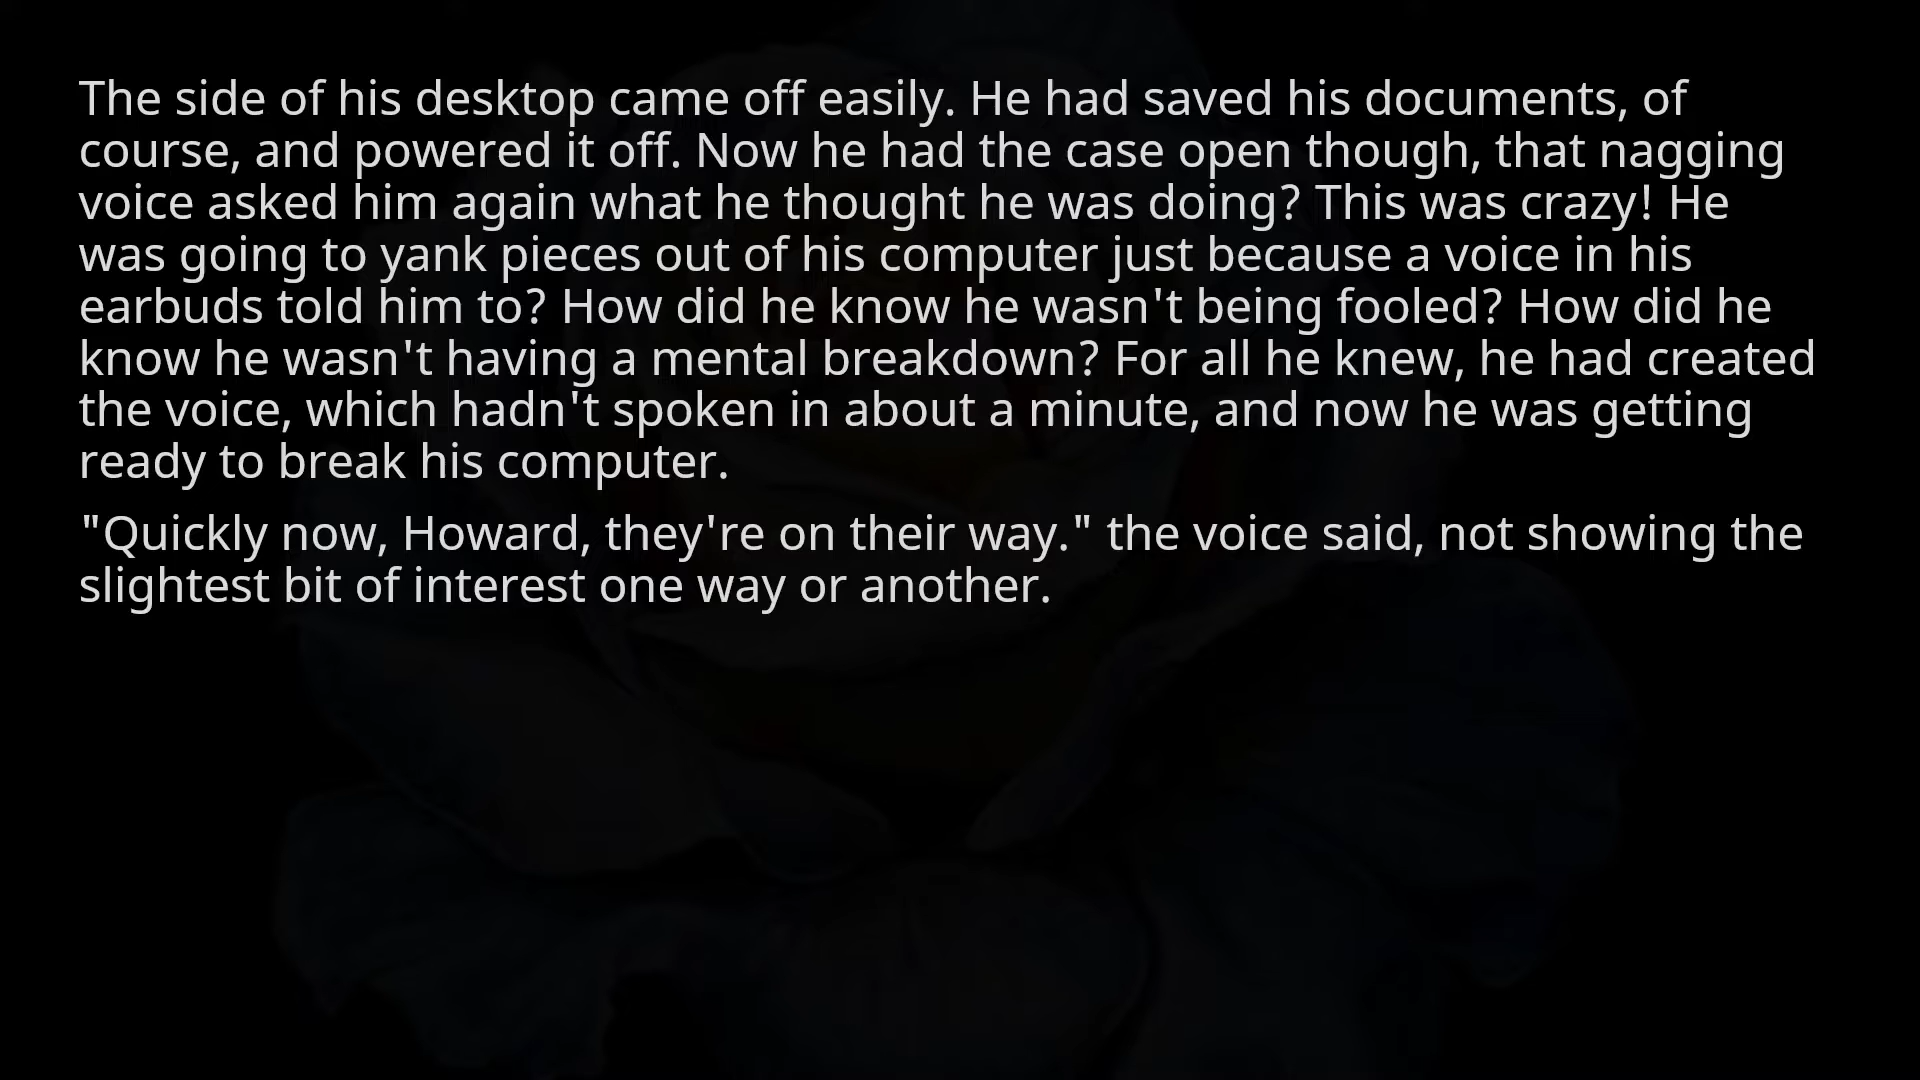 The side of his desktop came off easily. He had saved his documents, of
course, and powered it off. Now he had the case open though, that nagging
voice asked him again what he thought he was doing? This was crazy! He
was going to yank pieces out of his computer just because a voice in his
earbuds told him to? How did he know he wasn't being fooled? How did he
know he wasn't having a mental breakdown? For all he knew, he had created
the voice, which hadn't spoken in about a minute, and now he was getting
ready to break his computer.
"Quickly now, Howard, they're on their way." the voice said, not showing the
slightest bit of interest one way or another.